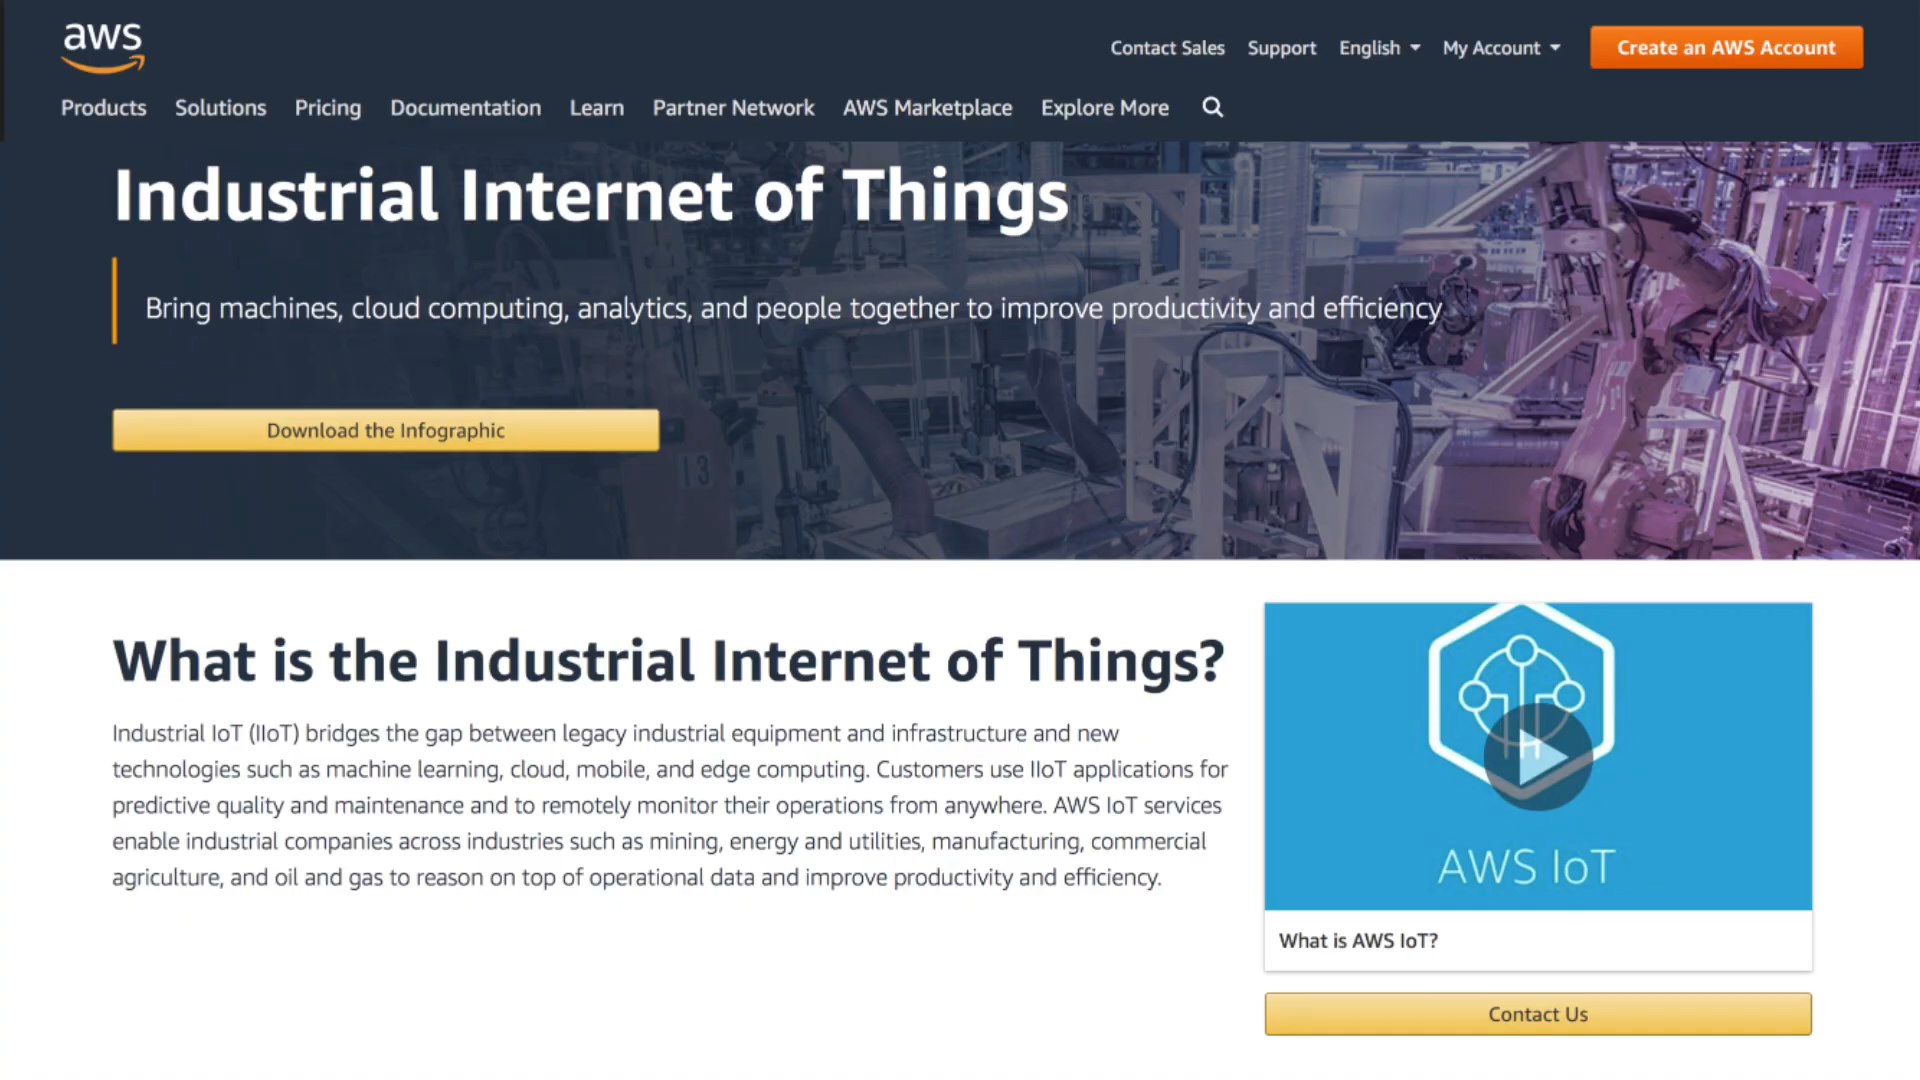 aws
Contact Sales Support English My Account Create an AWS Account
Products Solutions Pricing Documentation Learn Partner Network AWS Marketplace Explore More
Industrial Internet of Things
Bring machines, cloud computing, analytics, and people together to improve productivity and efficiency
Download the Infographic
13
What is the Industrial Internet of Things?
Industrial IoT (IIoT) bridges the gap between legacy industrial equipment and infrastructure and new
technologies such as machine learning, cloud, mobile, and edge computing. Customers use IIoT applications for
predictive quality and maintenance and to remotely monitor their operations from anywhere. AWS IoT services
enable industrial companies across industries such as mining, energy and utilities, manufacturing, commercial
agriculture, and oil and gas to reason on top of operational data and improve productivity and efficiency.
AWS IoT
What is AWS IoT?
Contact Us